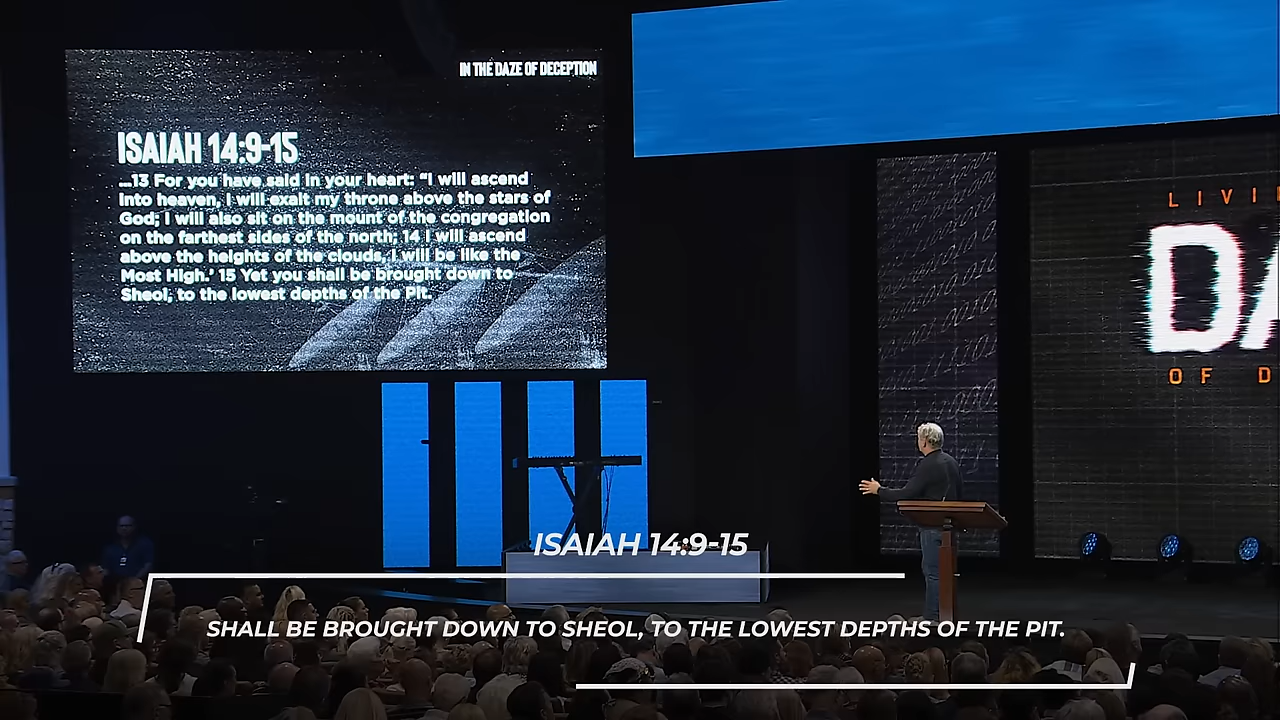 IN THE DAZE OF DECEPTION
ISAIAH 14:9-15
...13 For you have said in your heart: “I will ascend
into heaven, I will exalt my throne above the stars of
God; I will also sit on the mount of the congregation
on the farthest sides of the north; 14 I will ascend
above the heights of the clouds, I will be like the
Most High.' 15 Yet you shall be brought down to
Sheol, to the lowest depths of the Pit.
LIVI
DA
OF D
ISAIAH 14:9-15
SHALL BE BROUGHT DOWN TO SHEOL, TO THE LOWEST DEPTHS OF THE PIT.